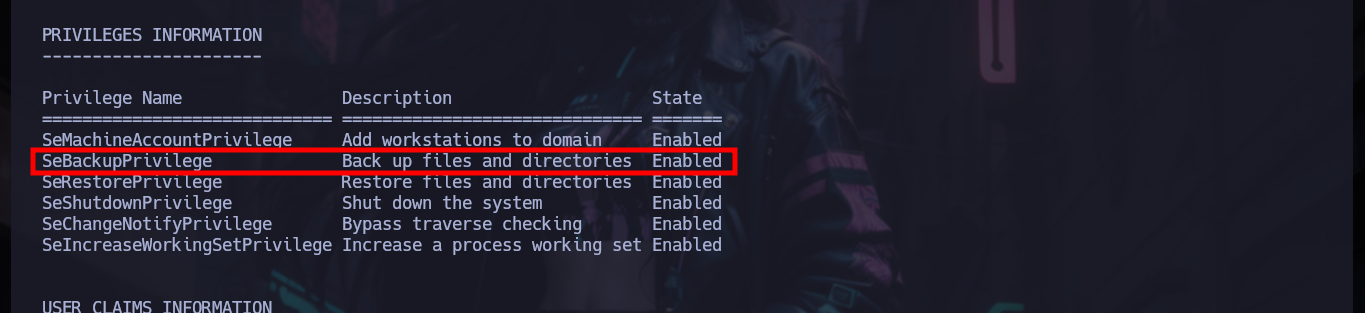 PRIVILEGES INFORMATION
----------------------
Privilege Name                Description                    State
============================= ============================== =======
SeMachineAccountPrivilege     Add workstations to domain     Enabled
SeBackupPrivilege             Back up files and directories  Enabled
SeRestorePrivilege            Restore files and directories  Enabled
SeShutdownPrivilege           Shut down the system           Enabled
SeChangeNotifyPrivilege       Bypass traverse checking       Enabled
SeIncreaseWorkingSetPrivilege Increase a process working set Enabled
USER CLAIMS INFORMATION